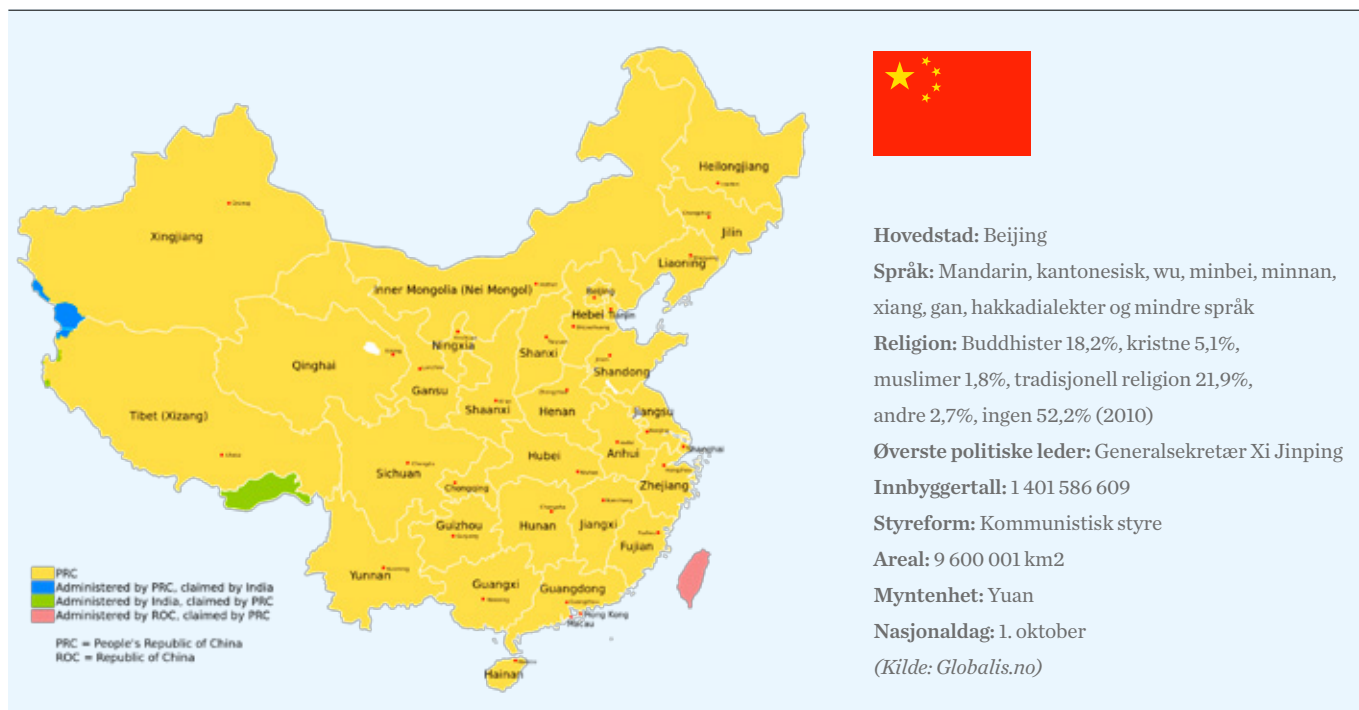 Heilongjiang
Jilin
Xingjiang
Liaoning
Inner Mongolia (Nei Mongol)
Beijing
Hebei Tianjin
Ningxia
Shanxi
Qinghai
Shandong
Gansu
Shaanxi
Henan
Jiangsu
Tibet (Xizang)
Shanghai
Hubei
Anhui
Sichuan
Chongqing
Zhejiang
Guizhou
Hunan
Jiangxi
Fujian
Yunnan
Guangxi
Guangdong
Hong Kong
Macau
Hainan
PRC
Administered by PRC, claimed by India
Administered by India, claimed by PRC
Administered by ROC, claimed by PRC
PRC = People's Republic of China
ROC = Republic of China
Hovedstad: Beijing
Språk: Mandarin, kantonesisk, wu, minbei, minnan,
xiang, gan, hakkadialekter og mindre språk
Religion: Buddhister 18,2%, kristne 5,1%,
muslimer 1,8%, tradisjonell religion 21,9%,
andre 2,7%, ingen 52,2% (2010)
Øverste politiske leder: Generalsekretær Xi Jinping
Innbyggertall: 1 401 586 609
Styreform: Kommunistisk styre
Areal: 9 600 001 km2
Myntenhet: Yuan
Nasjonaldag: 1. oktober
(Kilde: Globalis.no)